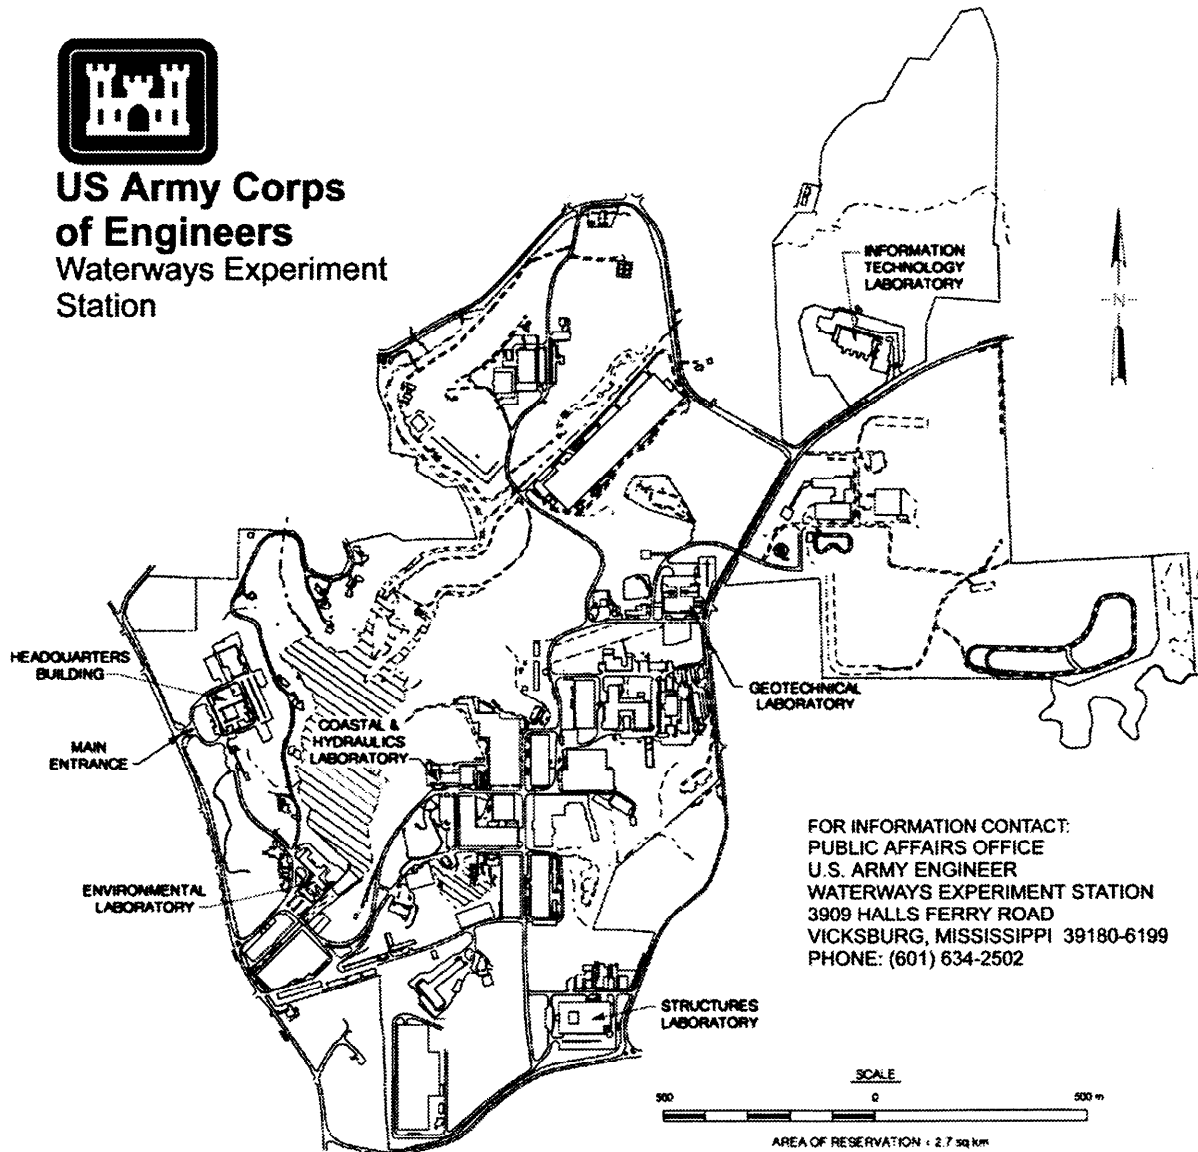 US Army Corps
of Engineers
Waterways Experiment
Station
INFORMATION
TECHNOLOGY
LABORATORY
N
HEADQUARTERS
BUILDING
MAIN
ENTRANCE
COASTAL &
HYDRAULICS
LABORATORY
GEOTECHNICAL
LABORATORY
ENVIRONMENTAL
LABORATORY
FOR INFORMATION CONTACT:
PUBLIC AFFAIRS OFFICE
U.S. ARMY ENGINEER
WATERWAYS EXPERIMENT STATION
3909 HALLS FERRY ROAD
VICKSBURG, MISSISSIPPI 39180-6199
PHONE: (601) 634-2502
STRUCTURES
LABORATORY
SCALE
500 0 500 m
AREA OF RESERVATION : 2.7 sq km